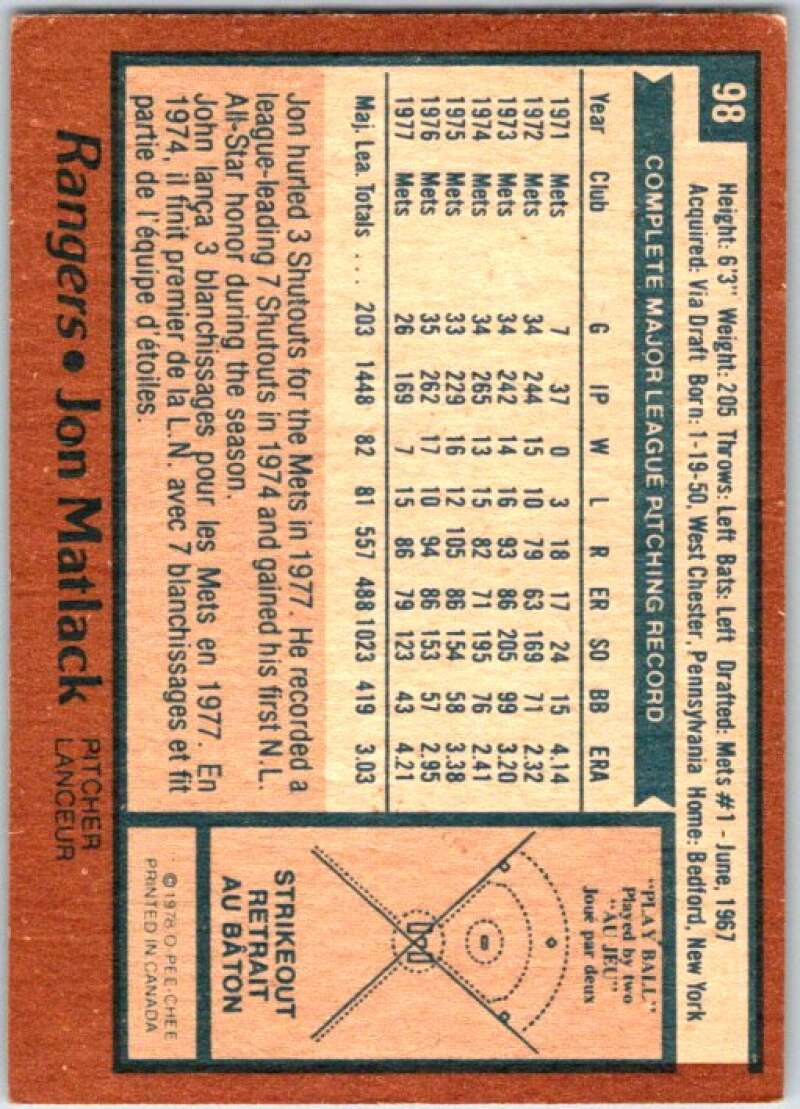 98
Height: 6'3" Weight: 205 Throws: Left Bats: Left Drafted: Mets #1 - June, 1967
Acquired: Via Draft Born: 1-19-50, West Chester, Pennsylvania Home: Bedford, New York
COMPLETE MAJOR LEAGUE PITCHING RECORD
Year Club G IP W L R ER SO BB ERA
1971 Mets 7 37 0 3 18 17 24 15 4.14
1972 Mets 34 244 15 10 79 63 169 71 2.32
1973 Mets 34 242 14 16 93 86 205 99 3.20
1974 Mets 34 265 13 15 82 71 195 76 2.41
1975 Mets 33 229 16 12 105 86 154 58 3.38
1976 Mets 35 262 17 10 94 86 153 57 2.95
1977 Mets 26 169 7 15 86 79 123 43 4.21
Maj. Lea. Totals ... 203 1448 82 81 557 488 1023 419 3.03
Jon hurled 3 Shutouts for the Mets in 1977. He recorded a
league-leading 7 Shutouts in 1974 and gained his first N.L.
All-Star honor during the season.
John lança 3 blanchissages pour les Mets en 1977. En
1974, il finit premier de la L.N. avec 7 blanchissages et fit
partie de l'équipe d'étoiles.
"PLAY BALL"
Played by two
"AU JEU"
Joué par deux
STRIKEOUT
RETRAIT
AU BÂTON
© 1978 O-PEE-CHEE
PRINTED IN CANADA
Rangers • Jon Matlack PITCHER
LANCEUR